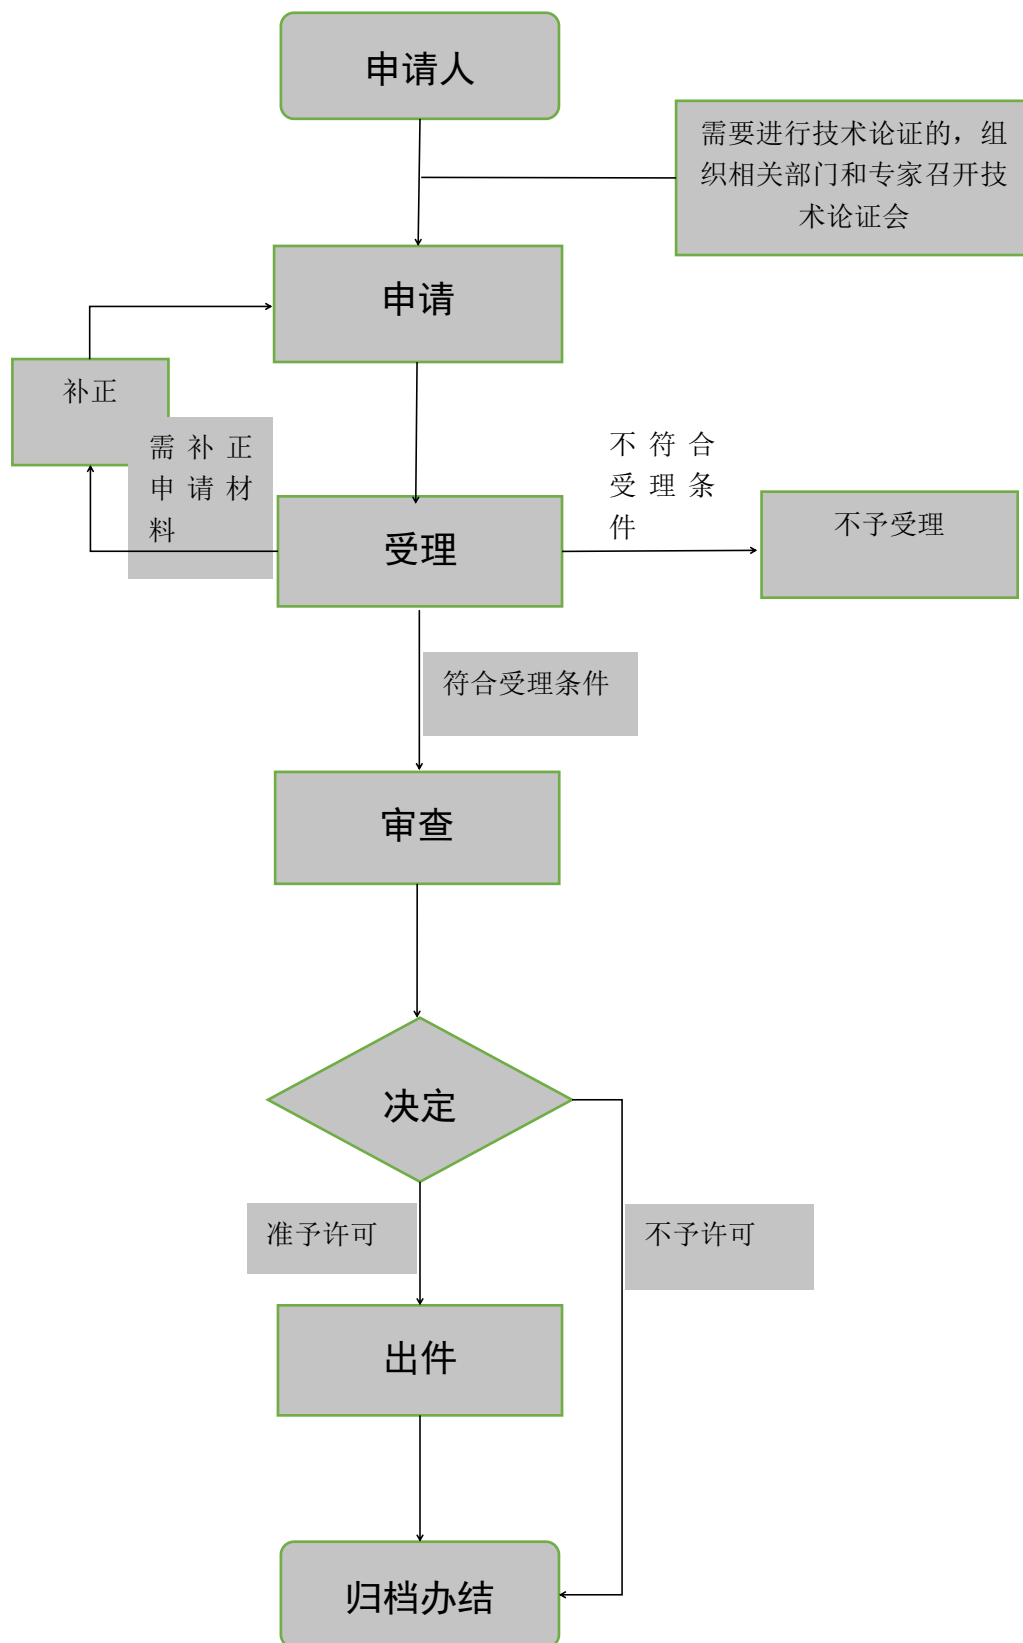 申请人
需要进行技术论证的，组
织相关部门和专家召开技
术论证会
申请
补正
需补正
申请材
料
不符合
受理条
件
受理
不予受理
符合受理条件
审查
决定
准予许可
不予许可
出件
归档办结